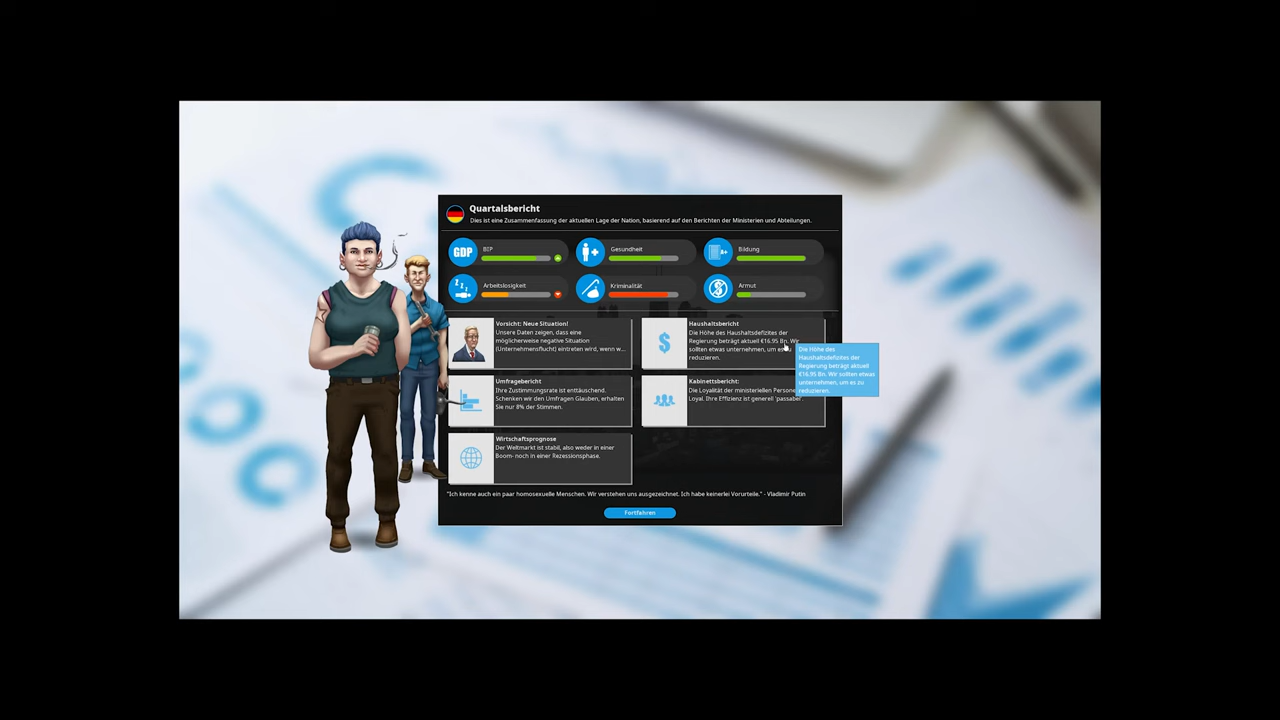 Quartalsbericht
Dies ist eine Zusammenfassung der aktuellen Lage der Nation, basierend auf den Berichten der Ministerien und Abteilungen.
GDP
BIP
Gesundheit
A+
Bildung
Arbeitslosigkeit
Kriminalität
Armut
Vorsicht: Neue Situation!
Unsere Daten zeigen, dass eine
möglicherweise negative Situation
(Unternehmensflucht) eintreten wird, wenn w...
Haushaltsbericht
Die Höhe des Haushaltsdefizites der
Regierung beträgt aktuell €16.95 Bn. Wir
sollten etwas unternehmen, um es zu
reduzieren.
Die Höhe des
Haushaltsdefizites der
Regierung beträgt aktuell
€16.95 Bn. Wir sollten etwas
unternehmen, um es zu
reduzieren.
Umfragebericht
Ihre Zustimmungsrate ist enttäuschend.
Schenken wir den Umfragen Glauben, erhalten
Sie nur 8% der Stimmen.
Kabinettsbericht:
Die Loyalität der ministeriellen Persone
Loyal. Ihre Effizienz ist generell 'passabel'.
Wirtschaftsprognose
Der Weltmarkt ist stabil, also weder in einer
Boom- noch in einer Rezessionsphase.
"Ich kenne auch ein paar homosexuelle Menschen. Wir verstehen uns ausgezeichnet. Ich habe keinerlei Vorurteile." - Vladimir Putin
Fortfahren